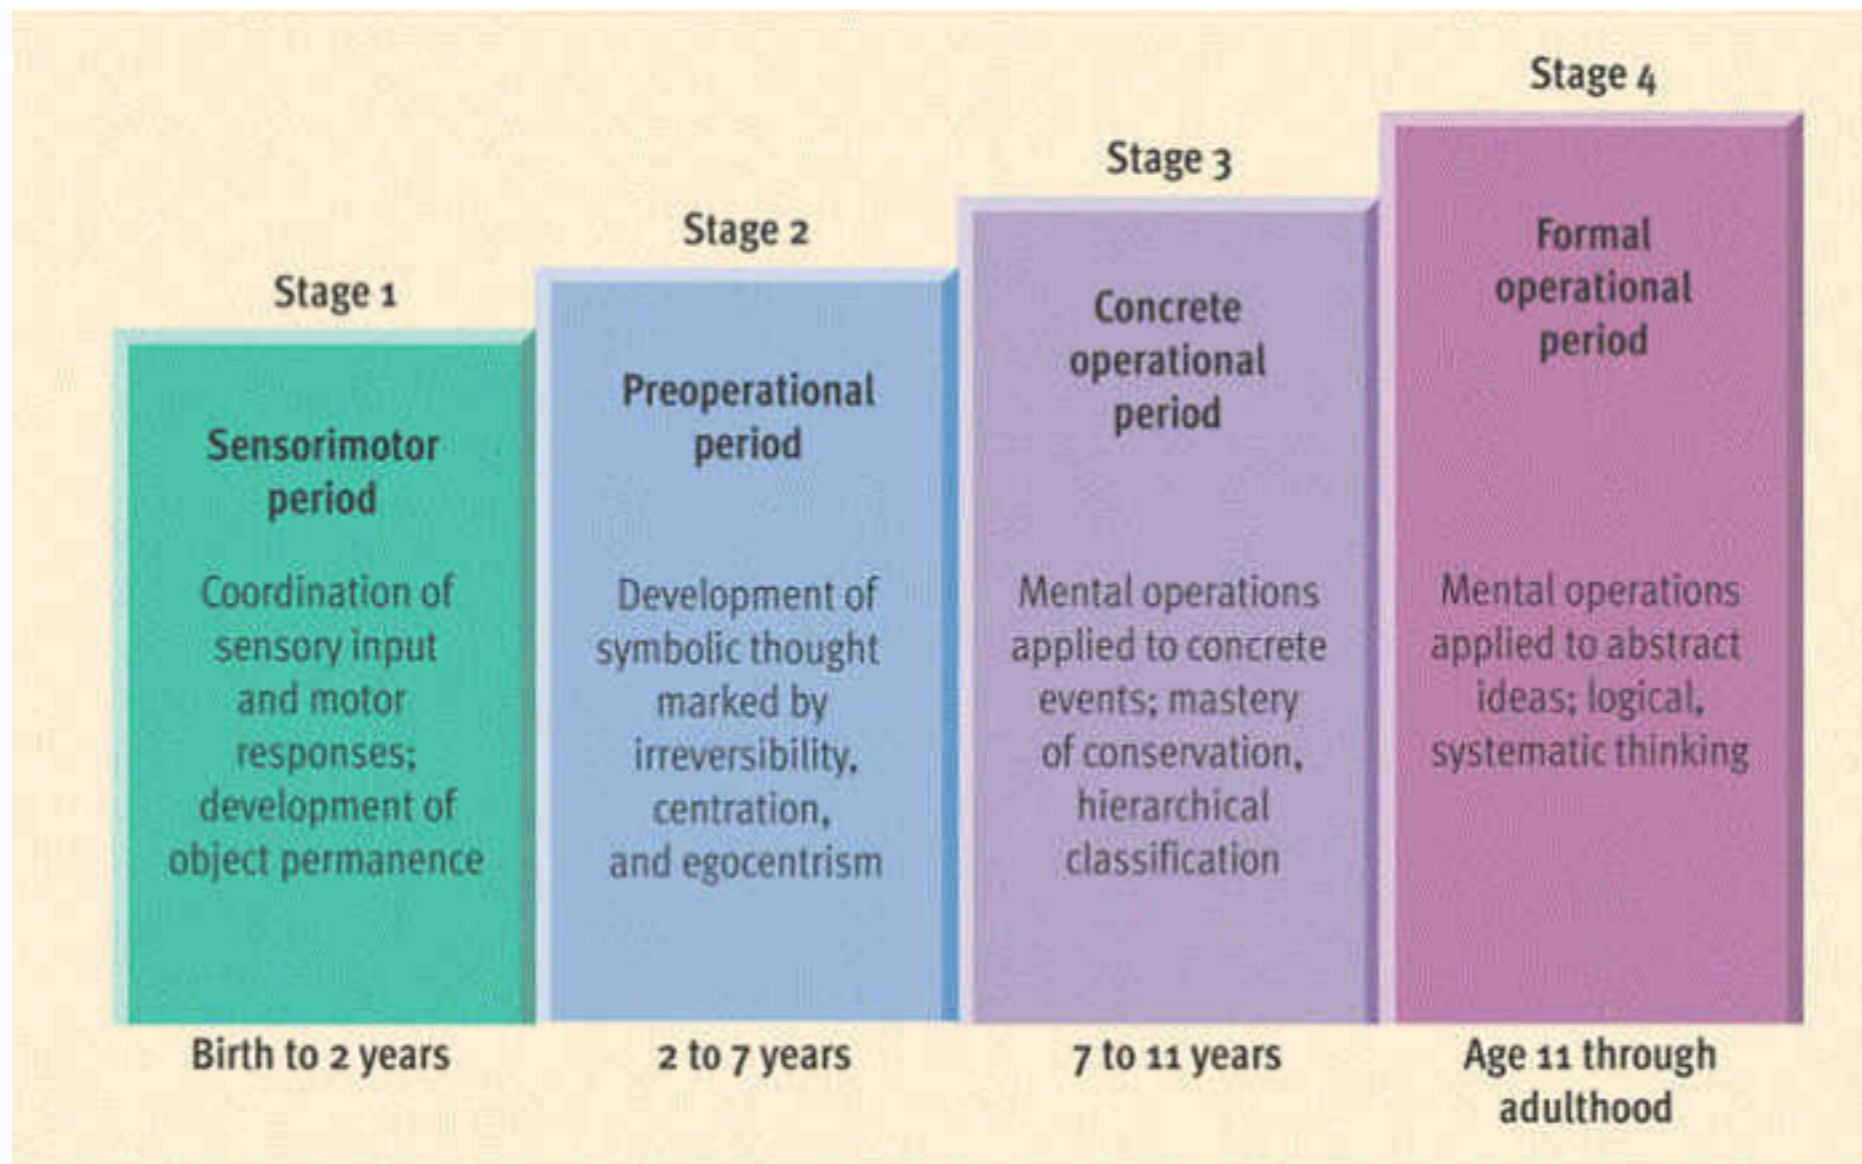 Stage 1
Sensorimotor
period
Coordination of
sensory input
and motor
responses;
development of
object permanence
Birth to 2 years
Stage 2
Preoperational
period
Development of
symbolic thought
marked by
irreversibility,
centration,
and egocentrism
2 to 7 years
Stage 3
Concrete
operational
period
Mental operations
applied to concrete
events; mastery
of conservation,
hierarchical
classification
7 to 11 years
Stage 4
Formal
operational
period
Mental operations
applied to abstract
ideas; logical,
systematic thinking
Age 11 through
adulthood